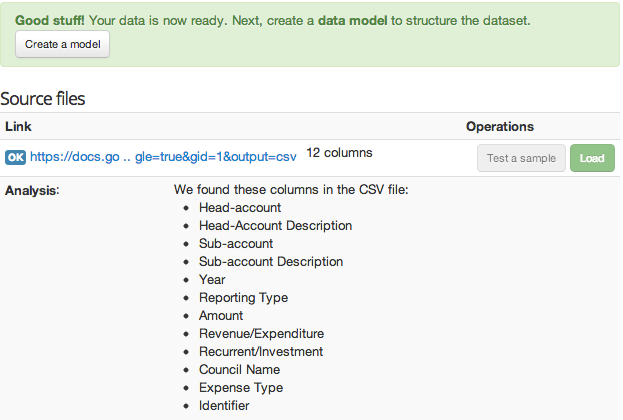 Good stuff! Your data is now ready. Next, create a data model to structure the dataset.
Create a model
Source files
Link Operations
OK https://docs.go .. gle=true&gid=1&output=csv 12 columns Test a sample Load
Analysis: We found these columns in the CSV file:
Head-account
Head-Account Description
Sub-account
Sub-account Description
Year
Reporting Type
Amount
Revenue/Expenditure
Recurrent/Investment
Council Name
Expense Type
Identifier